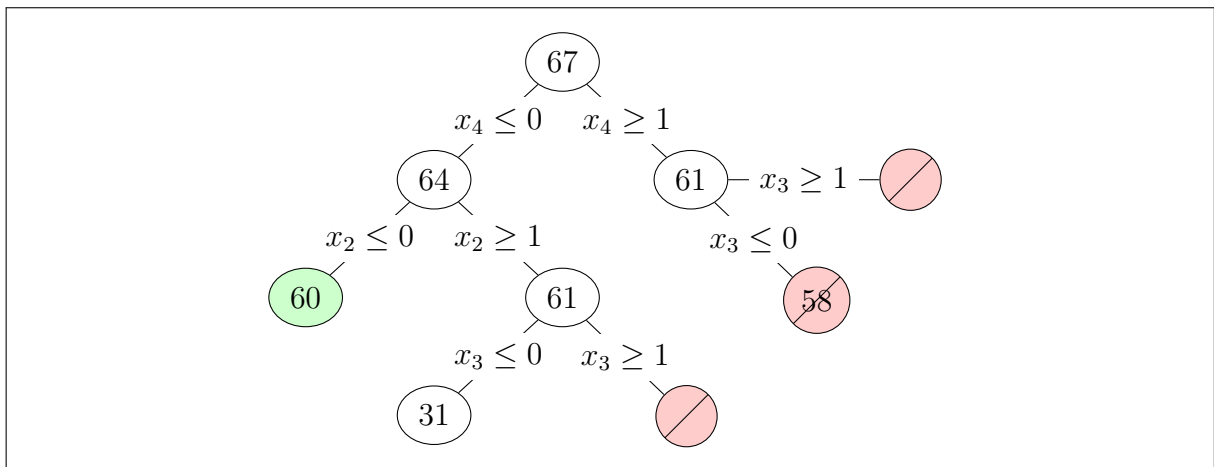 67
x₄ ≤ 0 x₄ ≥ 1
64 61 x₃ ≥ 1
x₂ ≤ 0 x₂ ≥ 1 x₃ ≤ 0
60 61 58
x₃ ≤ 0 x₃ ≥ 1
31